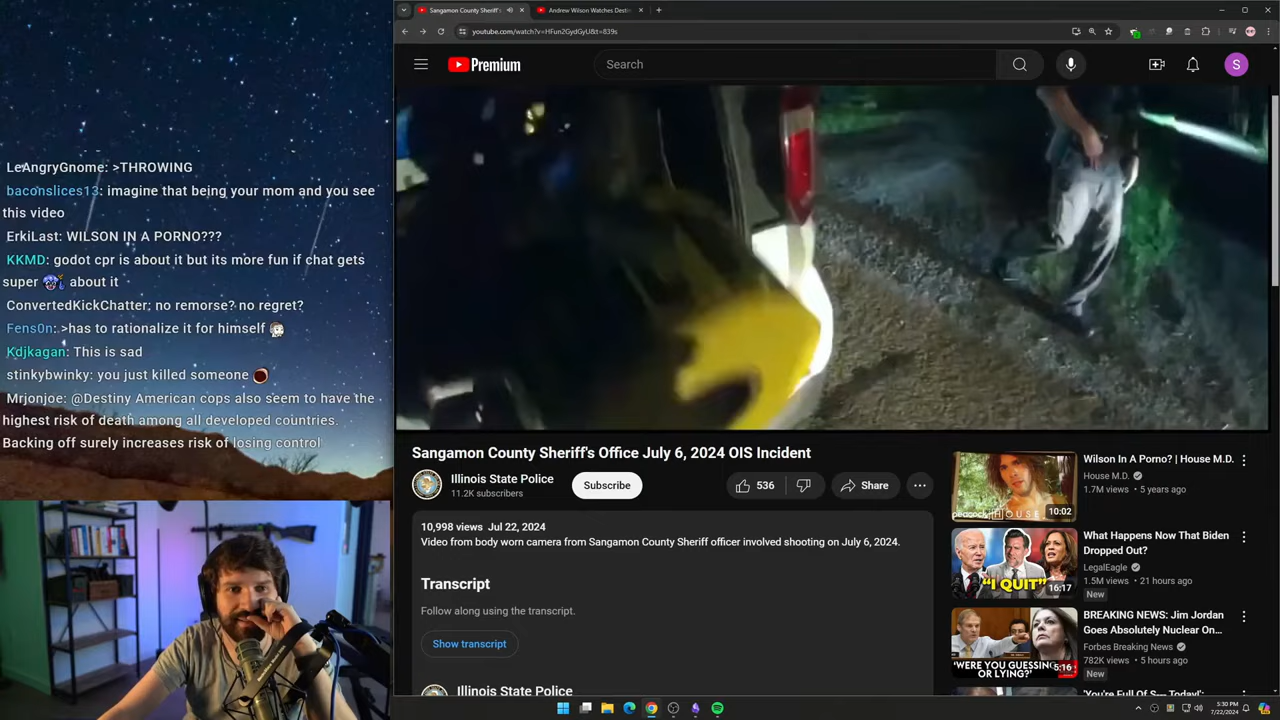 Sangamon County Sheriff's
Andrew Wilson Watches Dest
youtube.com/watch?v=HFun2GydGyU&t=839s
Premium
Search
S
LeAngryGnome: >THROWING
baconslices13: imagine that being your mom and you see
this video
ErkiLast: WILSON IN A PORNO???
KKMD: godot cpr is about it but its more fun if chat gets
super about it
ConvertedKickChatter: no remorse? no regret?
Fens0n: >has to rationalize it for himself
Kdjkagan: This is sad
stinkybwinky: you just killed someone
Mrjonjoe: @Destiny American cops also seem to have the
highest risk of death among all developed countries.
Backing off surely increases risk of losing control
Sangamon County Sheriff's Office July 6, 2024 OIS Incident
Illinois State Police
11.2K subscribers
Subscribe
536
Share
10,998 views Jul 22, 2024
Video from body worn camera from Sangamon County Sheriff officer involved shooting on July 6, 2024.
Transcript
Follow along using the transcript.
Show transcript
Illinois State Police
peacock HOUSE
10:02
Wilson In A Porno? | House M.D.
House M.D.
1.7M views • 5 years ago
"I QUIT"
16:17
What Happens Now That Biden
Dropped Out?
LegalEagle
1.5M views • 21 hours ago
New
'WERE YOU GUESSING
OR LYING?'
5:16
BREAKING NEWS: Jim Jordan
Goes Absolutely Nuclear On...
Forbes Breaking News
782K views • 5 hours ago
New
'You're Full Of S--- Today!':
5:30 PM
7/22/2024